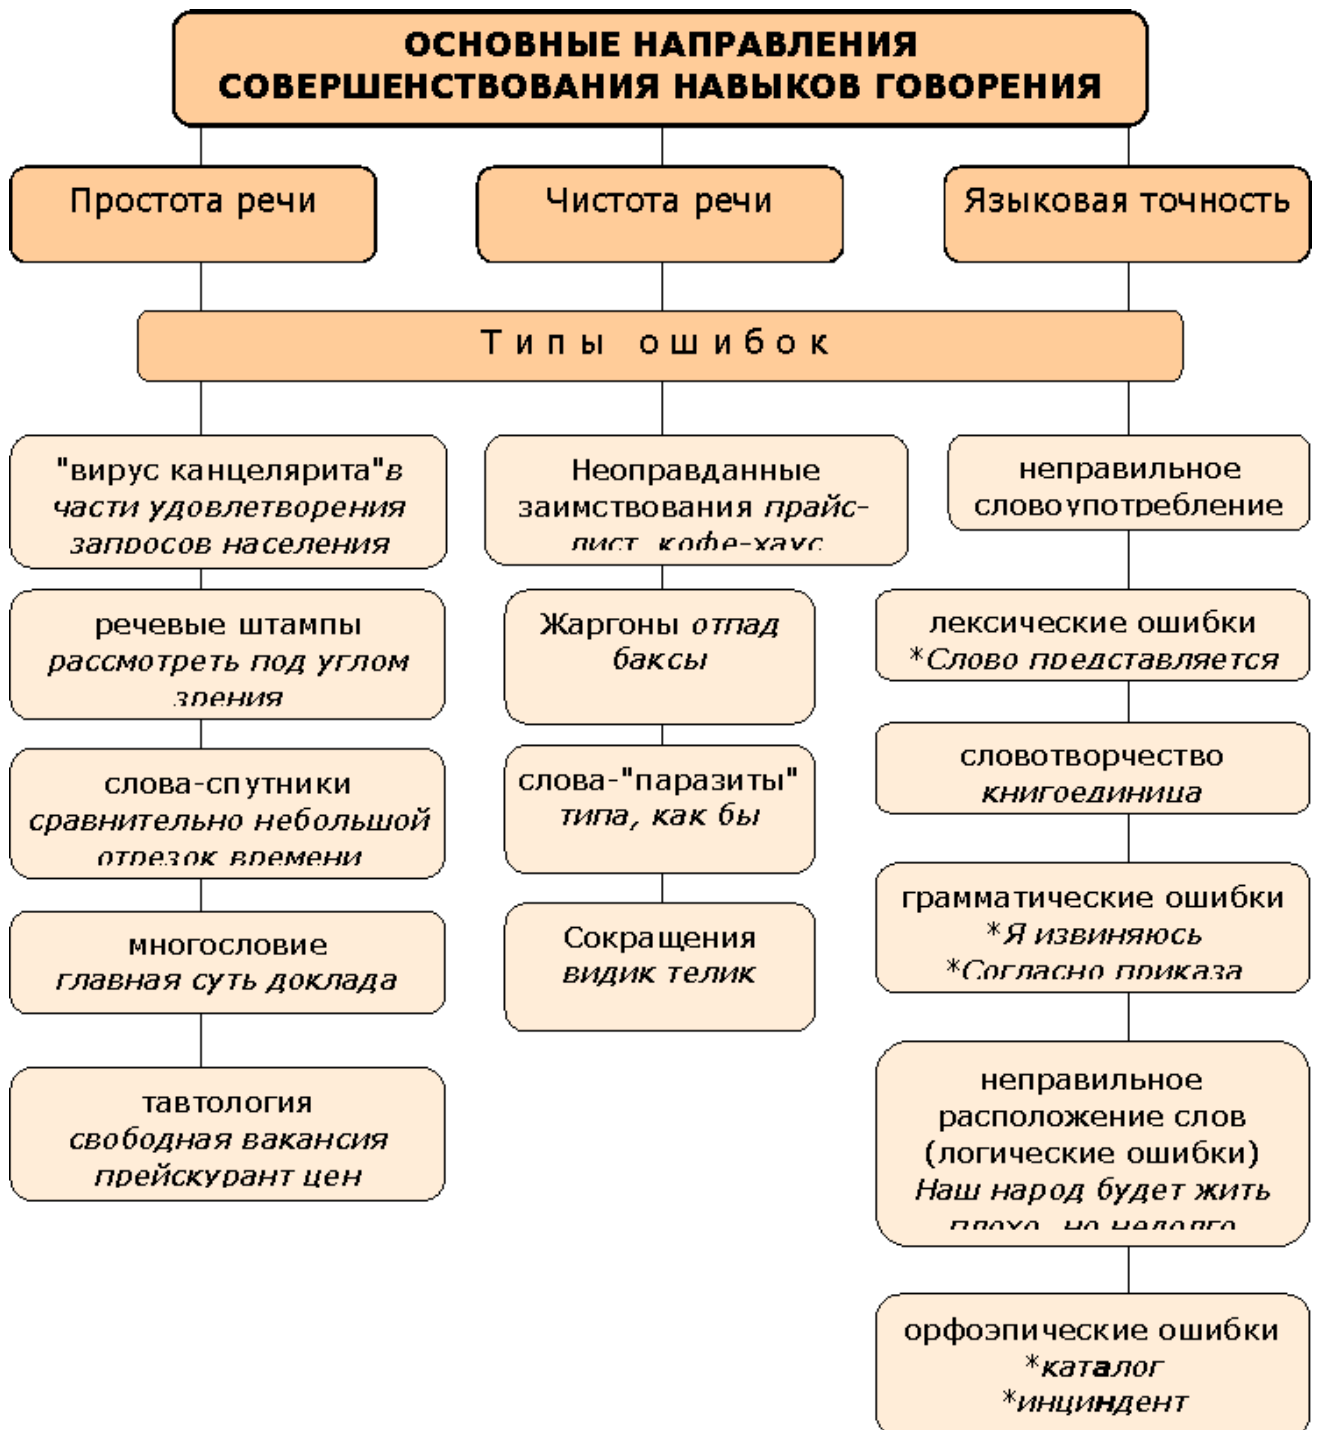 ОСНОВНЫЕ НАПРАВЛЕНИЯ
СОВЕРШЕНСТВОВАНИЯ НАВЫКОВ ГОВОРЕНИЯ
Простота речи
Чистота речи
Языковая точность
Типы ошибок
"вирус канцелярита"в
части удовлетворения
запросов населения
речевые штампы
рассмотреть под углом
зрения
слова-спутники
сравнительно небольшой
отрезок времени
многословие
главная суть доклада
тавтология
свободная вакансия
прейскурант цен
Неоправданные
заимствования прайс-
лист, кофе-хаус
Жаргоны отпад
баксы
слова-"паразиты"
типа, как бы
Сокращения
видик телик
неправильное
словоупотребление
лексические ошибки
*Слово представляется
словотворчество
книгоединица
грамматические ошибки
*Я извиняюсь
*Согласно приказа
неправильное
расположение слов
(логические ошибки)
Наш народ будет жить
плохо, но недолго
орфоэпические ошибки
*каталог
*инциндент